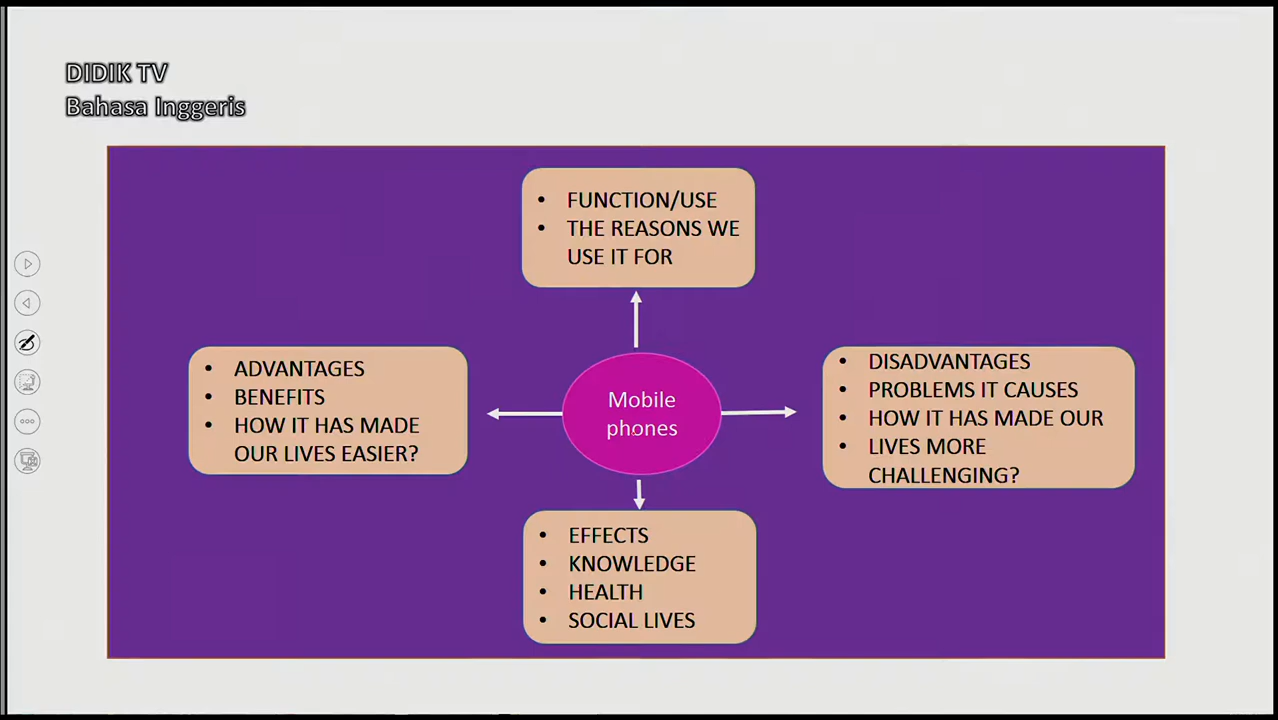 DIDIK TV
Bahasa Inggeris
• FUNCTION/USE
• THE REASONS WE
USE IT FOR
• ADVANTAGES
• BENEFITS
• HOW IT HAS MADE
OUR LIVES EASIER?
Mobile
phones
• DISADVANTAGES
• PROBLEMS IT CAUSES
• HOW IT HAS MADE OUR
• LIVES MORE
CHALLENGING?
• EFFECTS
• KNOWLEDGE
• HEALTH
• SOCIAL LIVES